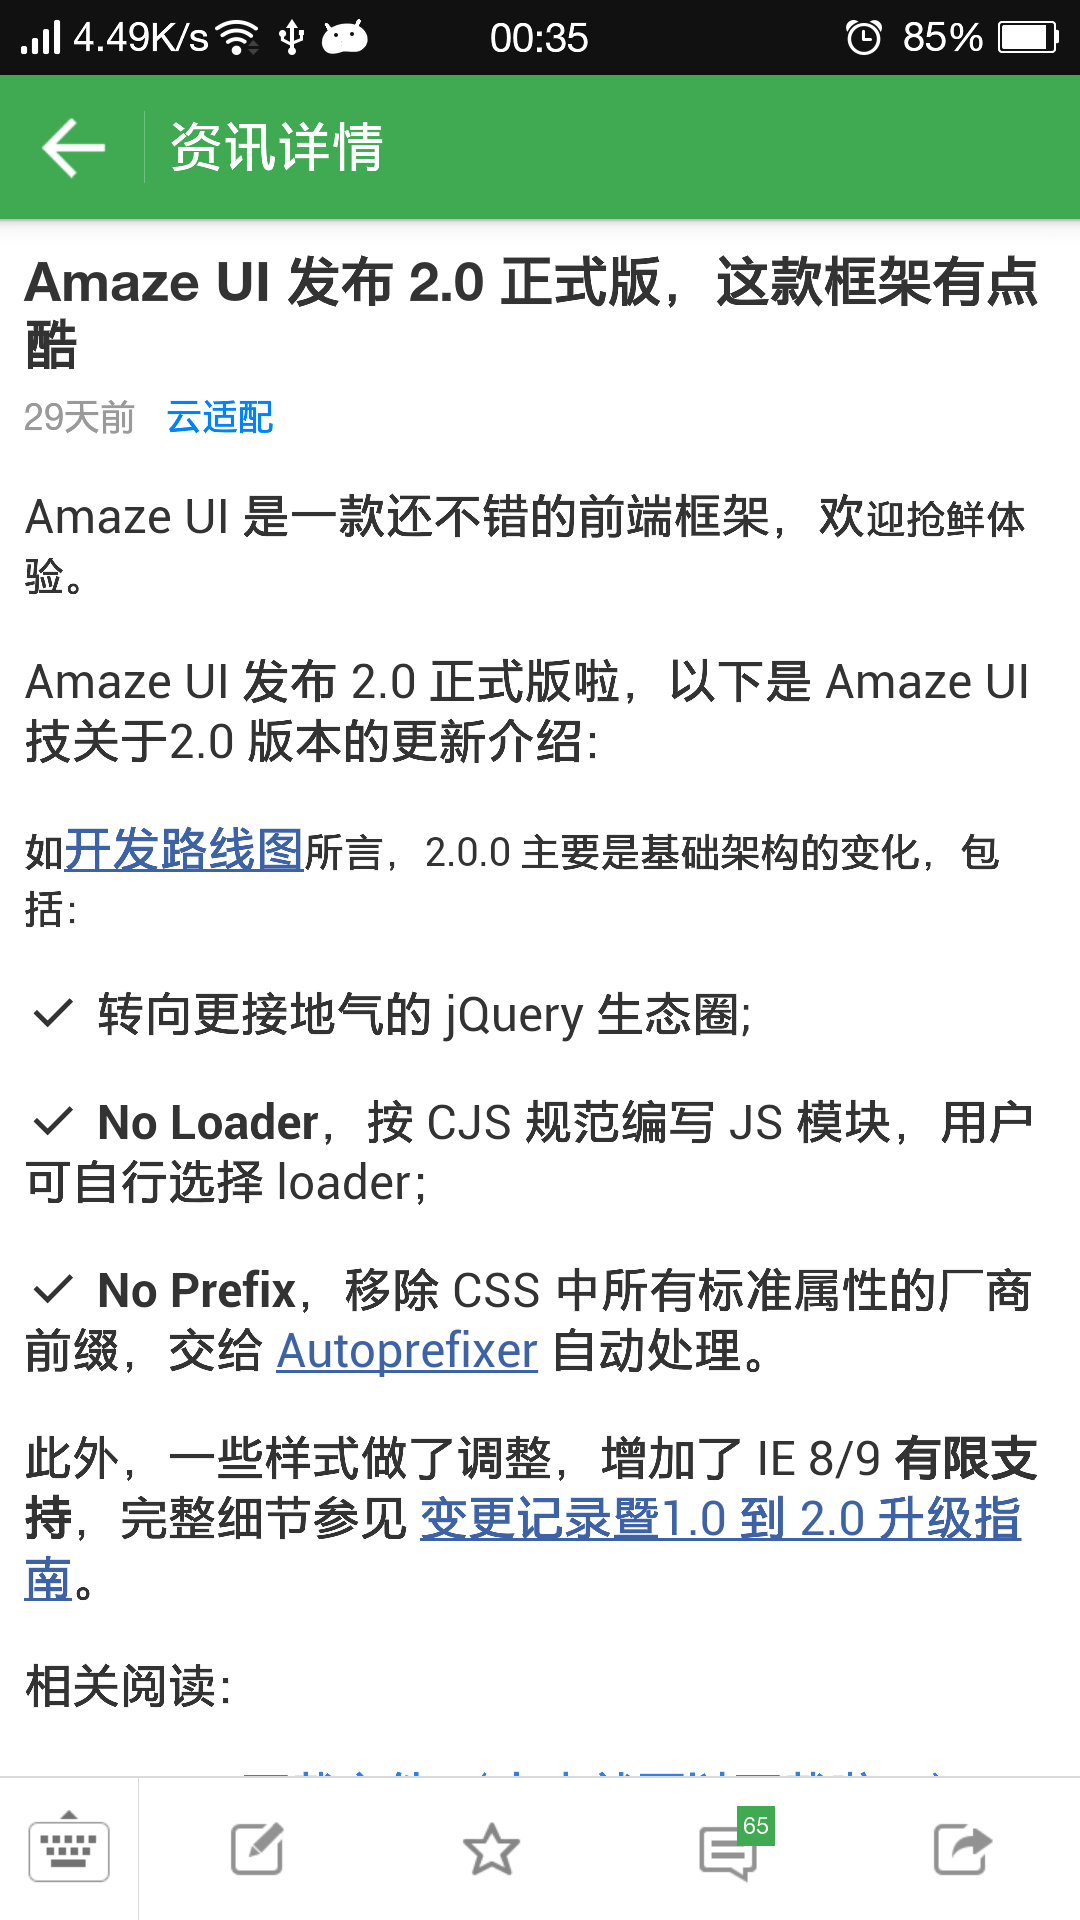 4.49K/s 00:35 85%
资讯详情
Amaze UI 发布 2.0 正式版，这款框架有点
酷
29天前 云适配
Amaze UI 是一款还不错的前端框架，欢迎抢鲜体
验。
Amaze UI 发布 2.0 正式版啦，以下是 Amaze UI
技关于2.0 版本的更新介绍：
如开发路线图所言，2.0.0 主要是基础架构的变化，包
括：
✓ 转向更接地气的 jQuery 生态圈；
✓ No Loader，按 CJS 规范编写 JS 模块，用户
可自行选择 loader；
✓ No Prefix，移除 CSS 中所有标准属性的厂商
前缀，交给 Autoprefixer 自动处理。
此外，一些样式做了调整，增加了 IE 8/9 有限支
持，完整细节参见 变更记录暨1.0 到 2.0 升级指
南。
相关阅读：
65